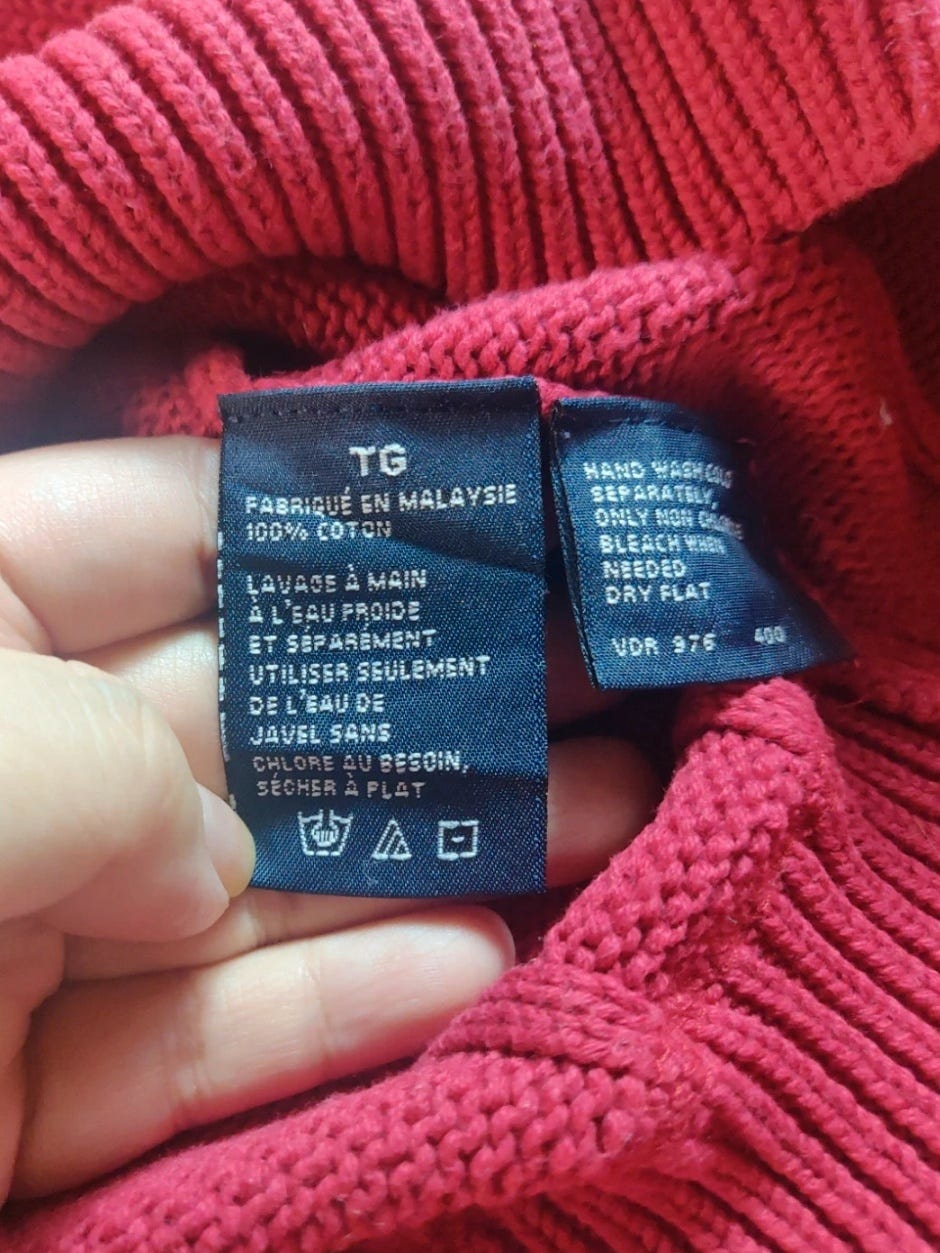 TG
FABRIQUÉ EN MALAYSIE
100% COTON
LAVAGE À MAIN
À L'EAU FROIDE
ET SÉPARÉMENT
UTILISER SEULEMENT
DE L'EAU DE
JAVEL SANS
CHLORE AU BESOIN,
SÉCHER À PLAT
HAND WASH COLD
SEPARATELY,
ONLY NON
BLEACH WHEN
NEEDED
DRY FLAT
VDR 976 400